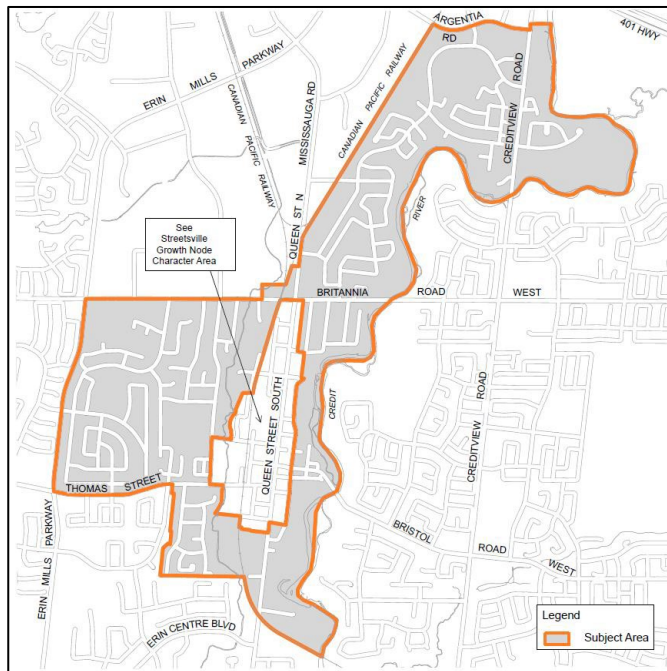 ARGENTIA
RD
401 HWY
ERIN MILLS PARKWAY
CANADIAN PACIFIC RAILWAY
CANADIAN PACIFIC RAILWAY
MISSISSAUGA RD
QUEEN ST N
CREDITVIEW ROAD
RIVER
See
Streetsville
Growth Node
Character Area
BRITANNIA ROAD WEST
QUEEN STREET SOUTH
CREDIT
CREDITVIEW ROAD
THOMAS STREET
BRISTOL ROAD WEST
ERIN MILLS PARKWAY
ERIN CENTRE BLVD
Legend
Subject Area